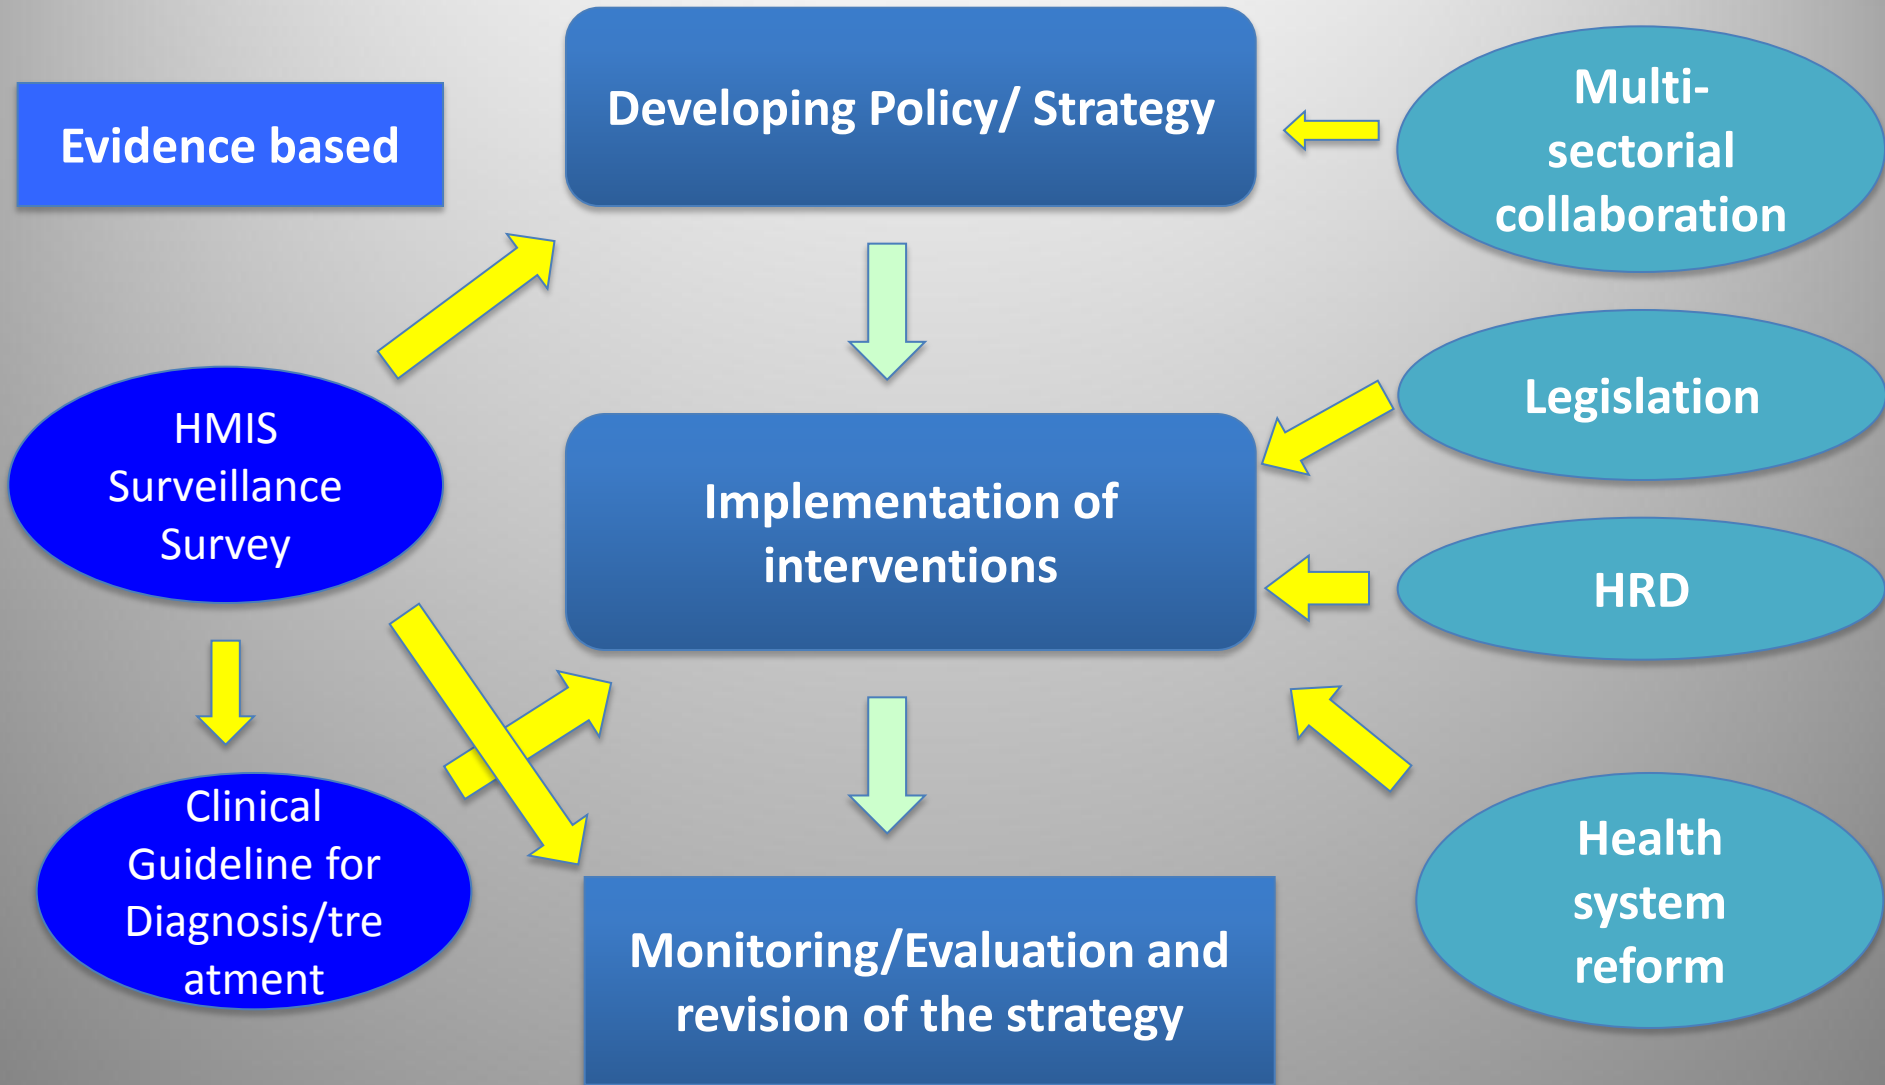 Evidence based
Developing Policy/ Strategy
Multi-
sectorial
collaboration
HMIS
Surveillance
Survey
Legislation
Implementation of
interventions
HRD
Clinical
Guideline for
Diagnosis/tre
atment
Health
system
reform
Monitoring/Evaluation and
revision of the strategy